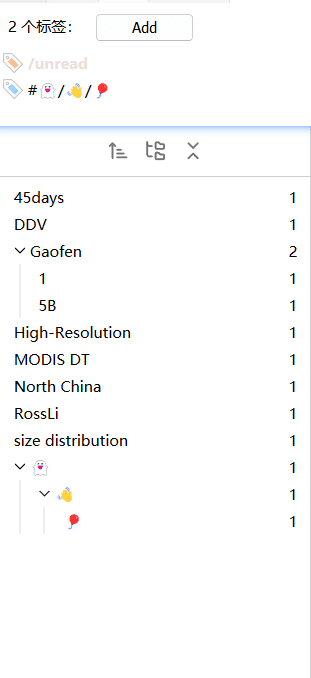 2 个标签： Add
/unread
#👻/👋/🎈
45days 1
DDV 1
Gaofen 2
1 1
5B 1
High-Resolution 1
MODIS DT 1
North China 1
RossLi 1
size distribution 1
👻 1
👋 1
🎈 1